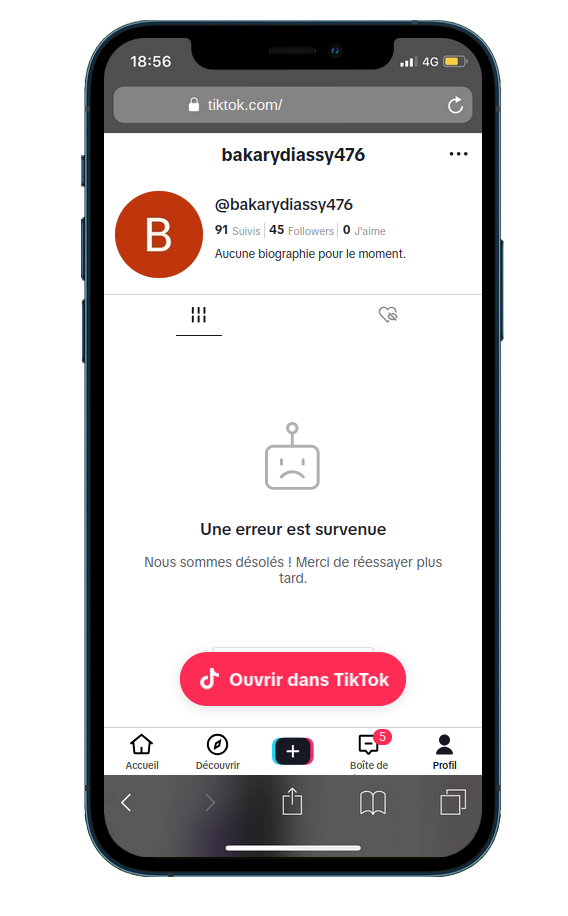 18:56
4G
tiktok.com/
bakarydiassy476
B
@bakarydiassy476
91 Suivis 45 Followers 0 J'aime
Aucune biographie pour le moment.
Une erreur est survenue
Nous sommes désolés ! Merci de réessayer plus
tard.
Ouvrir dans TikTok
5
Accueil Découvrir Boîte de Profil